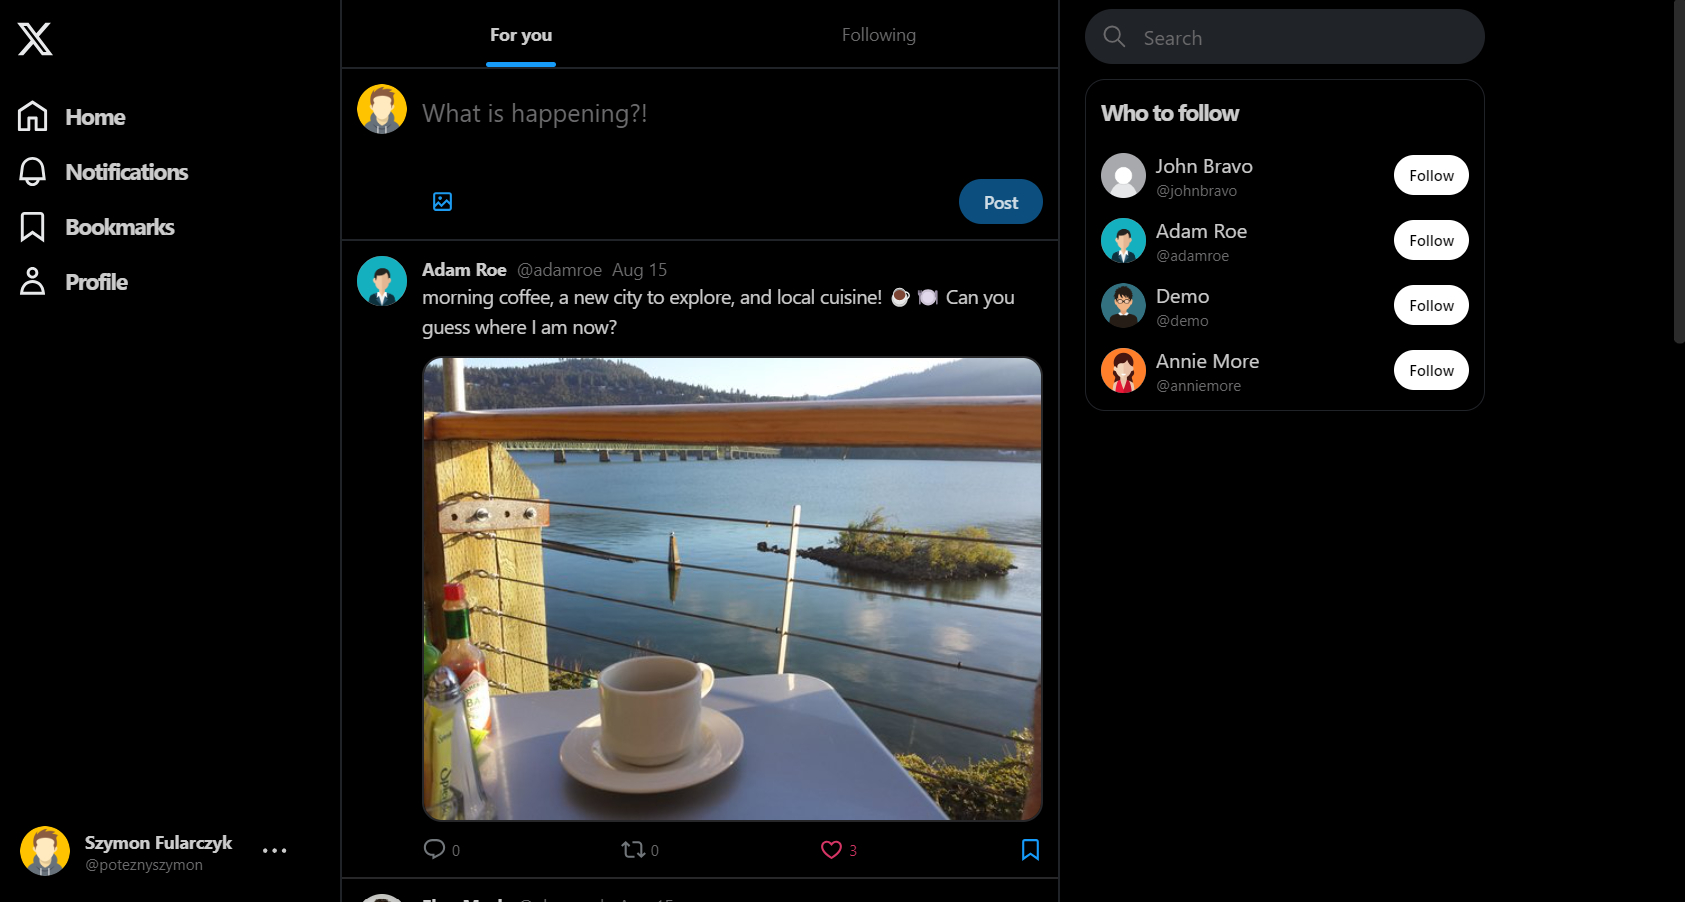 Home
Notifications
Bookmarks
Profile
Szymon Fularczyk
@poteznyszymon
For you
Following
What is happening?!
Post
Adam Roe @adamroe Aug 15
morning coffee, a new city to explore, and local cuisine! ☕ 🍽️ Can you
guess where I am now?
0
0
3
Search
Who to follow
John Bravo
@johnbravo
Follow
Adam Roe
@adamroe
Follow
Demo
@demo
Follow
Annie More
@anniemore
Follow